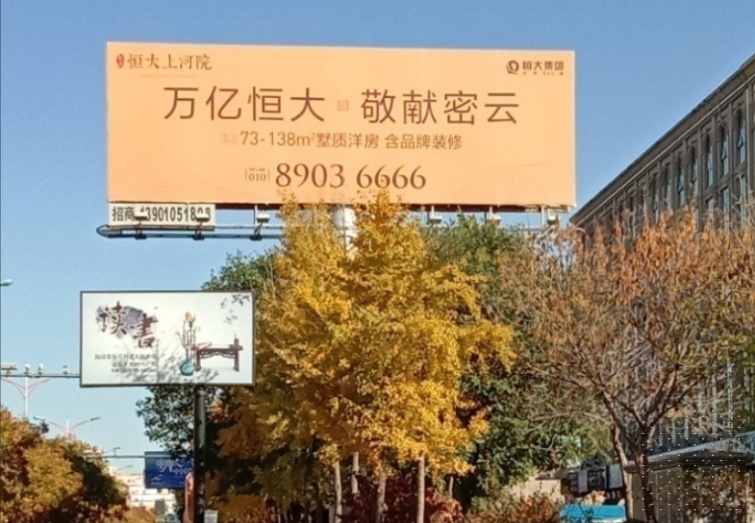 恒大上河院
恒大集团
万亿恒大 敬献密云
73-138m²墅质洋房 含品牌装修
010 8903 6666
招商
读書